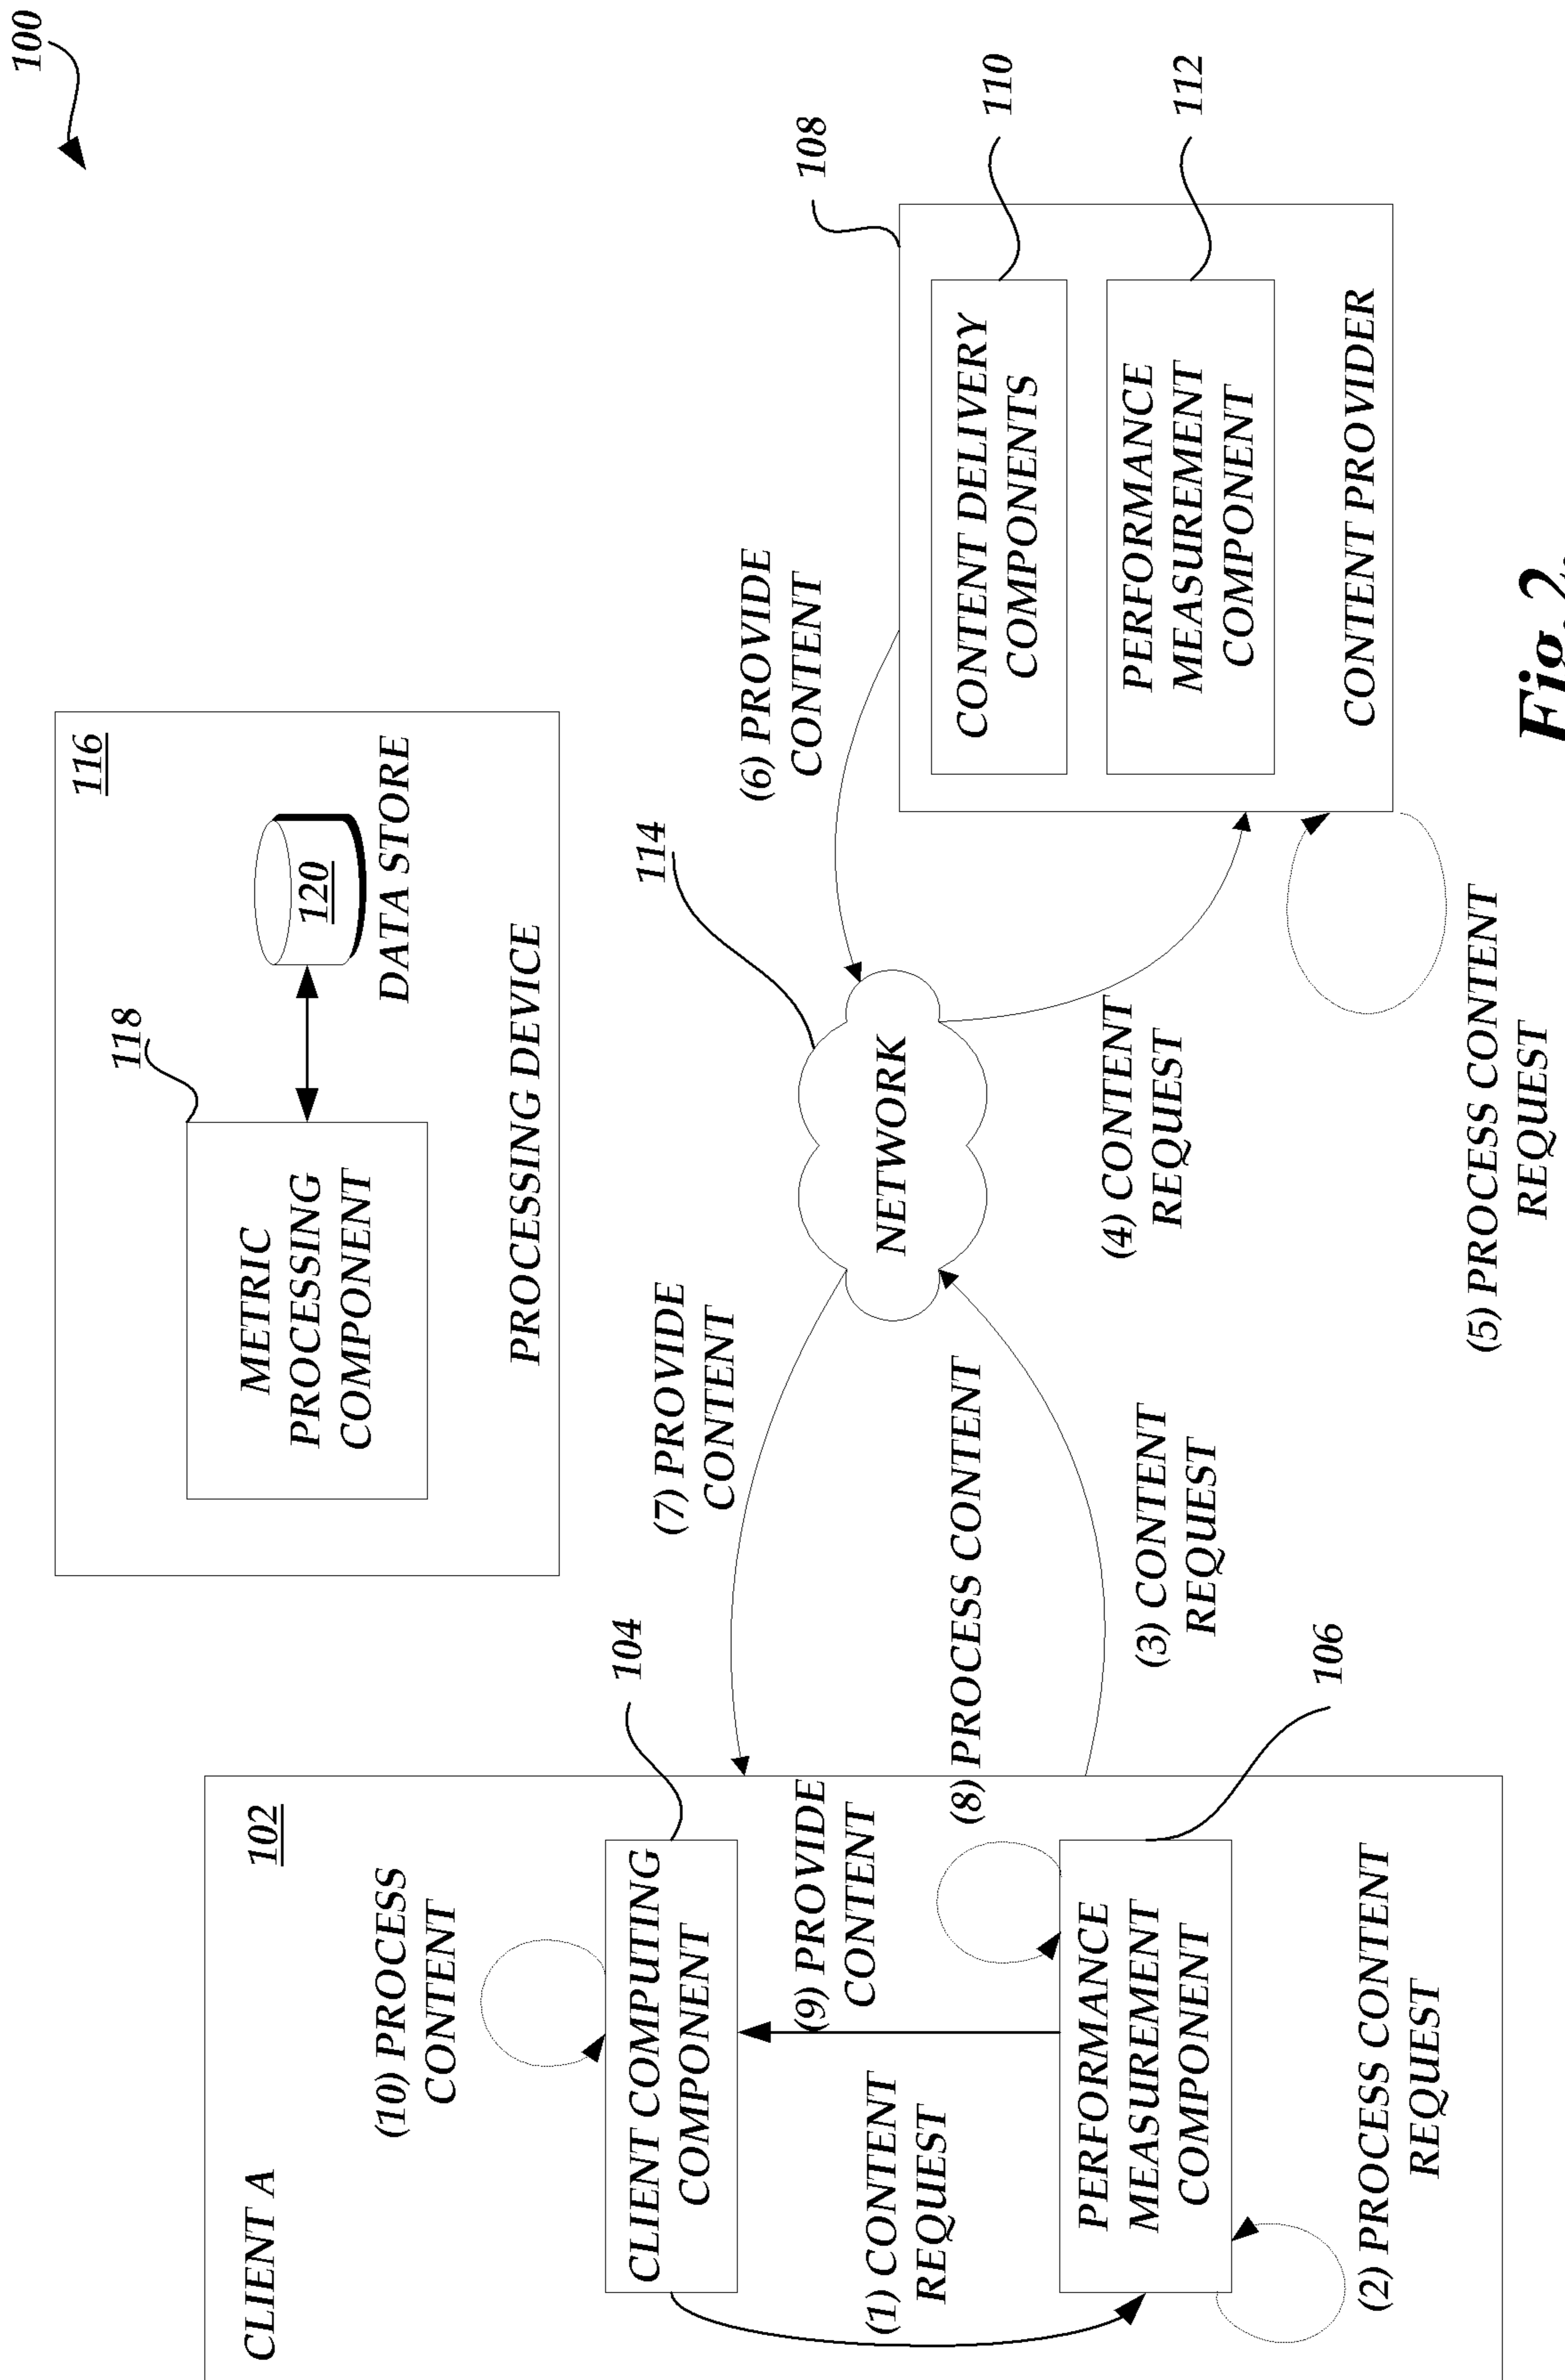 100
CLIENT A
102
(10) PROCESS
CONTENT
CLIENT COMPUTING
COMPONENT
104
(1) CONTENT
REQUEST
(9) PROVIDE
CONTENT
(8) PROCESS CONTENT
PERFORMANCE
MEASUREMENT
COMPONENT
106
(2) PROCESS CONTENT
REQUEST
116
118
METRIC
PROCESSING
COMPONENT
120
DATA STORE
PROCESSING DEVICE
(7) PROVIDE
CONTENT
114
NETWORK
(3) CONTENT
REQUEST
(6) PROVIDE
CONTENT
(4) CONTENT
REQUEST
(5) PROCESS CONTENT
REQUEST
108
CONTENT DELIVERY
COMPONENTS
110
PERFORMANCE
MEASUREMENT
COMPONENT
112
CONTENT PROVIDER
Fig.2.